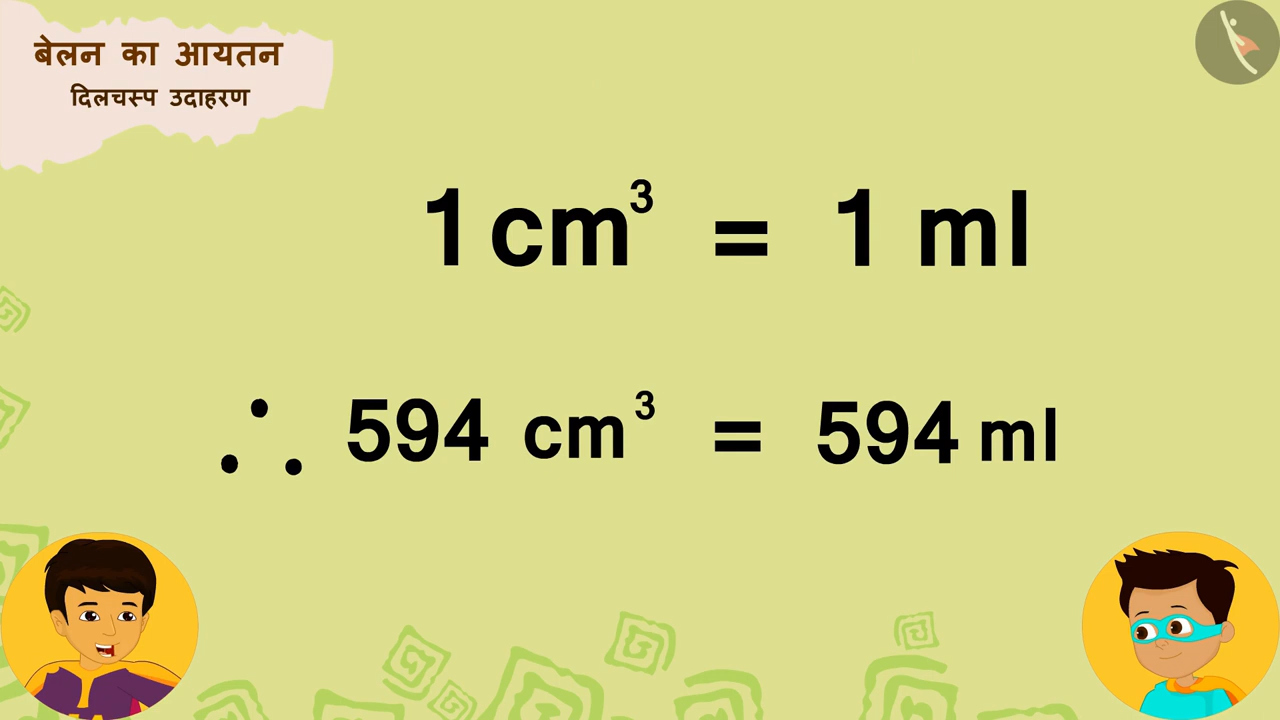 बेलन का आयतन
दिलचस्प उदाहरण
1 cm³ = 1 ml
∴ 594 cm³ = 594 ml